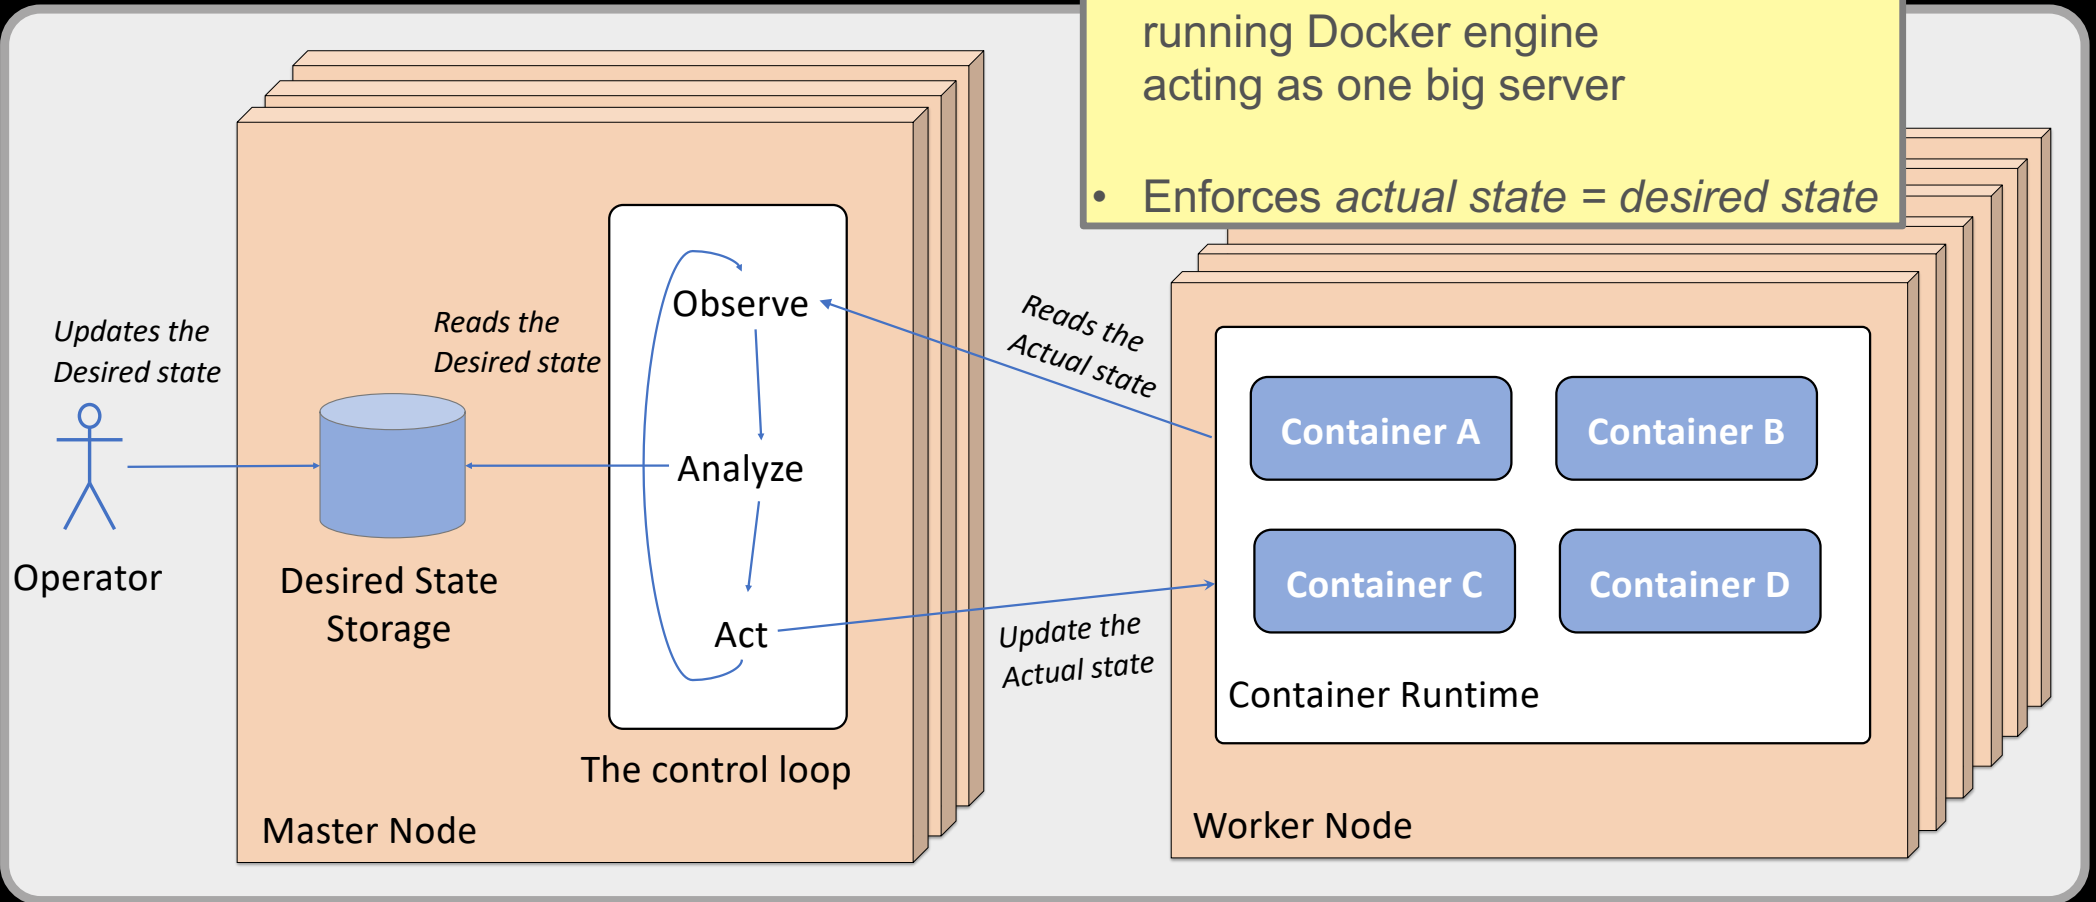 running Docker engine
acting as one big server
• Enforces actual state = desired state
Updates the
Desired state
Operator
Reads the
Desired state
Desired State
Storage
Observe
Analyze
Act
The control loop
Master Node
Reads the
Actual state
Update the
Actual state
Container A
Container B
Container C
Container D
Container Runtime
Worker Node